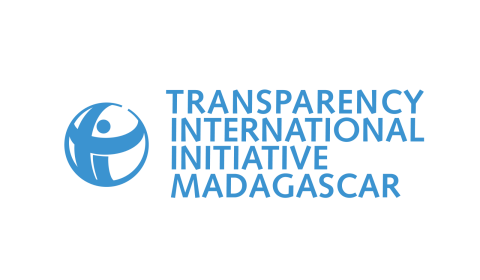 TRANSPARENCY
INTERNATIONAL
INITIATIVE
MADAGASCAR